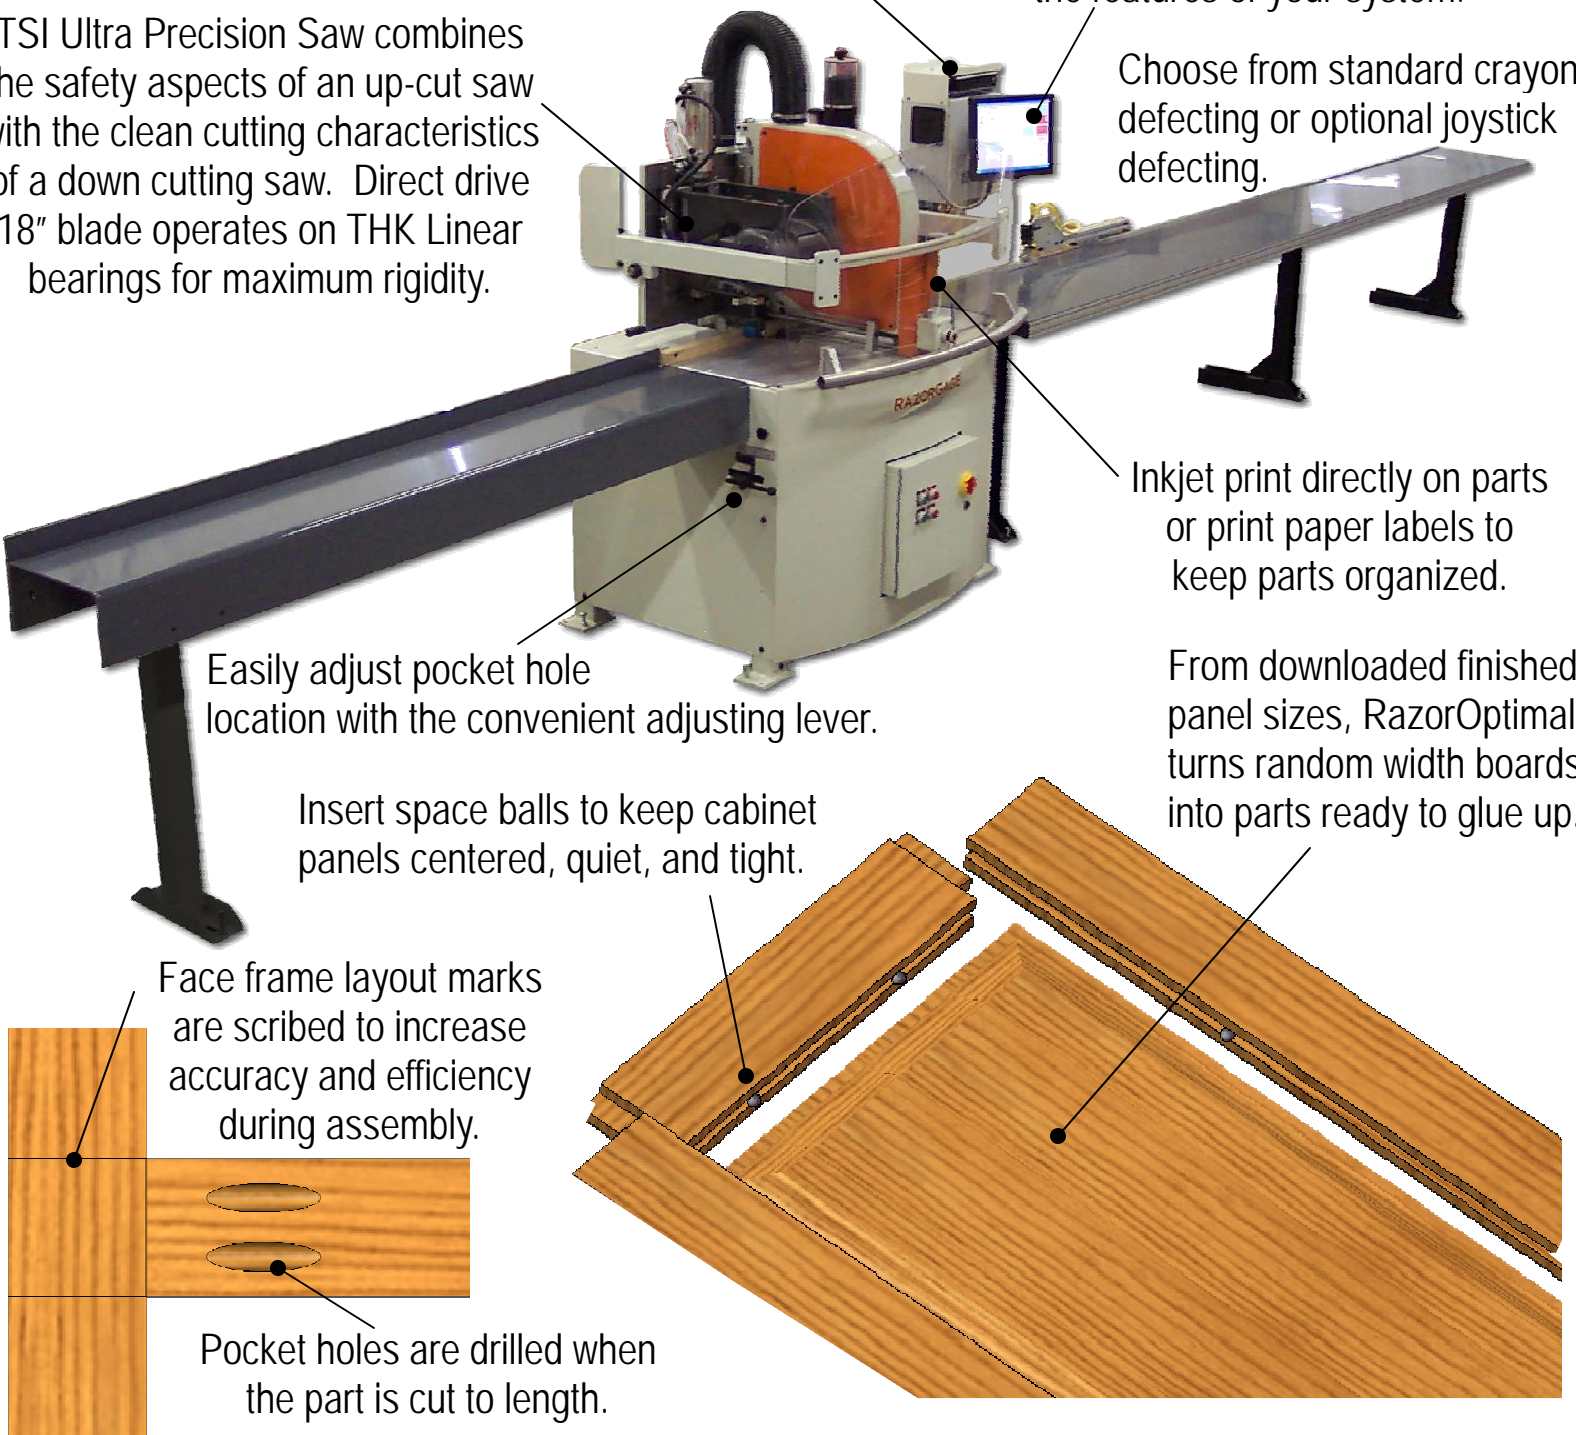 the features of your system.
TSI Ultra Precision Saw combines
the safety aspects of an up-cut saw
with the clean cutting characteristics
of a down cutting saw. Direct drive
18" blade operates on THK Linear
bearings for maximum rigidity.
Choose from standard crayon
defecting or optional joystick
defecting.
RAZORGAGE
Inkjet print directly on parts
or print paper labels to
keep parts organized.
Easily adjust pocket hole
location with the convenient adjusting lever.
From downloaded finished
panel sizes, RazorOptimal
turns random width boards
into parts ready to glue up.
Insert space balls to keep cabinet
panels centered, quiet, and tight.
Face frame layout marks
are scribed to increase
accuracy and efficiency
during assembly.
Pocket holes are drilled when
the part is cut to length.